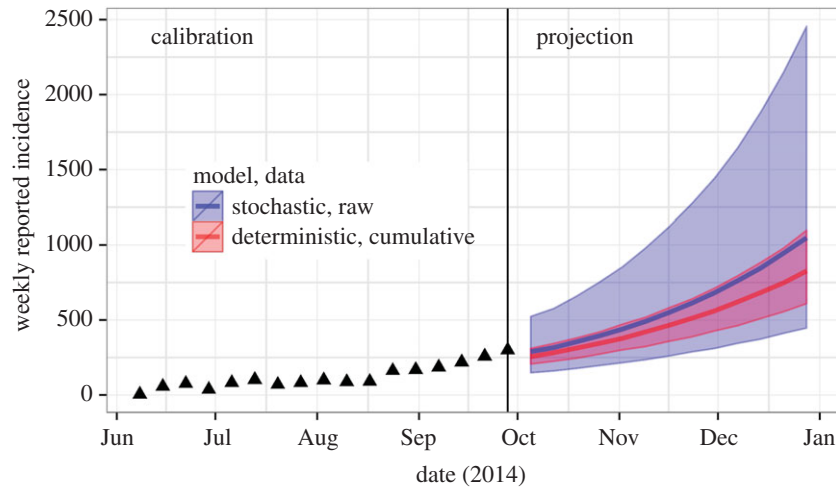 calibration
projection
2500
2000
1500
1000
500
0
weekly reported incidence
model, data
stochastic, raw
deterministic, cumulative
Jun
Jul
Aug
Sep
Oct
Nov
Dec
Jan
date (2014)